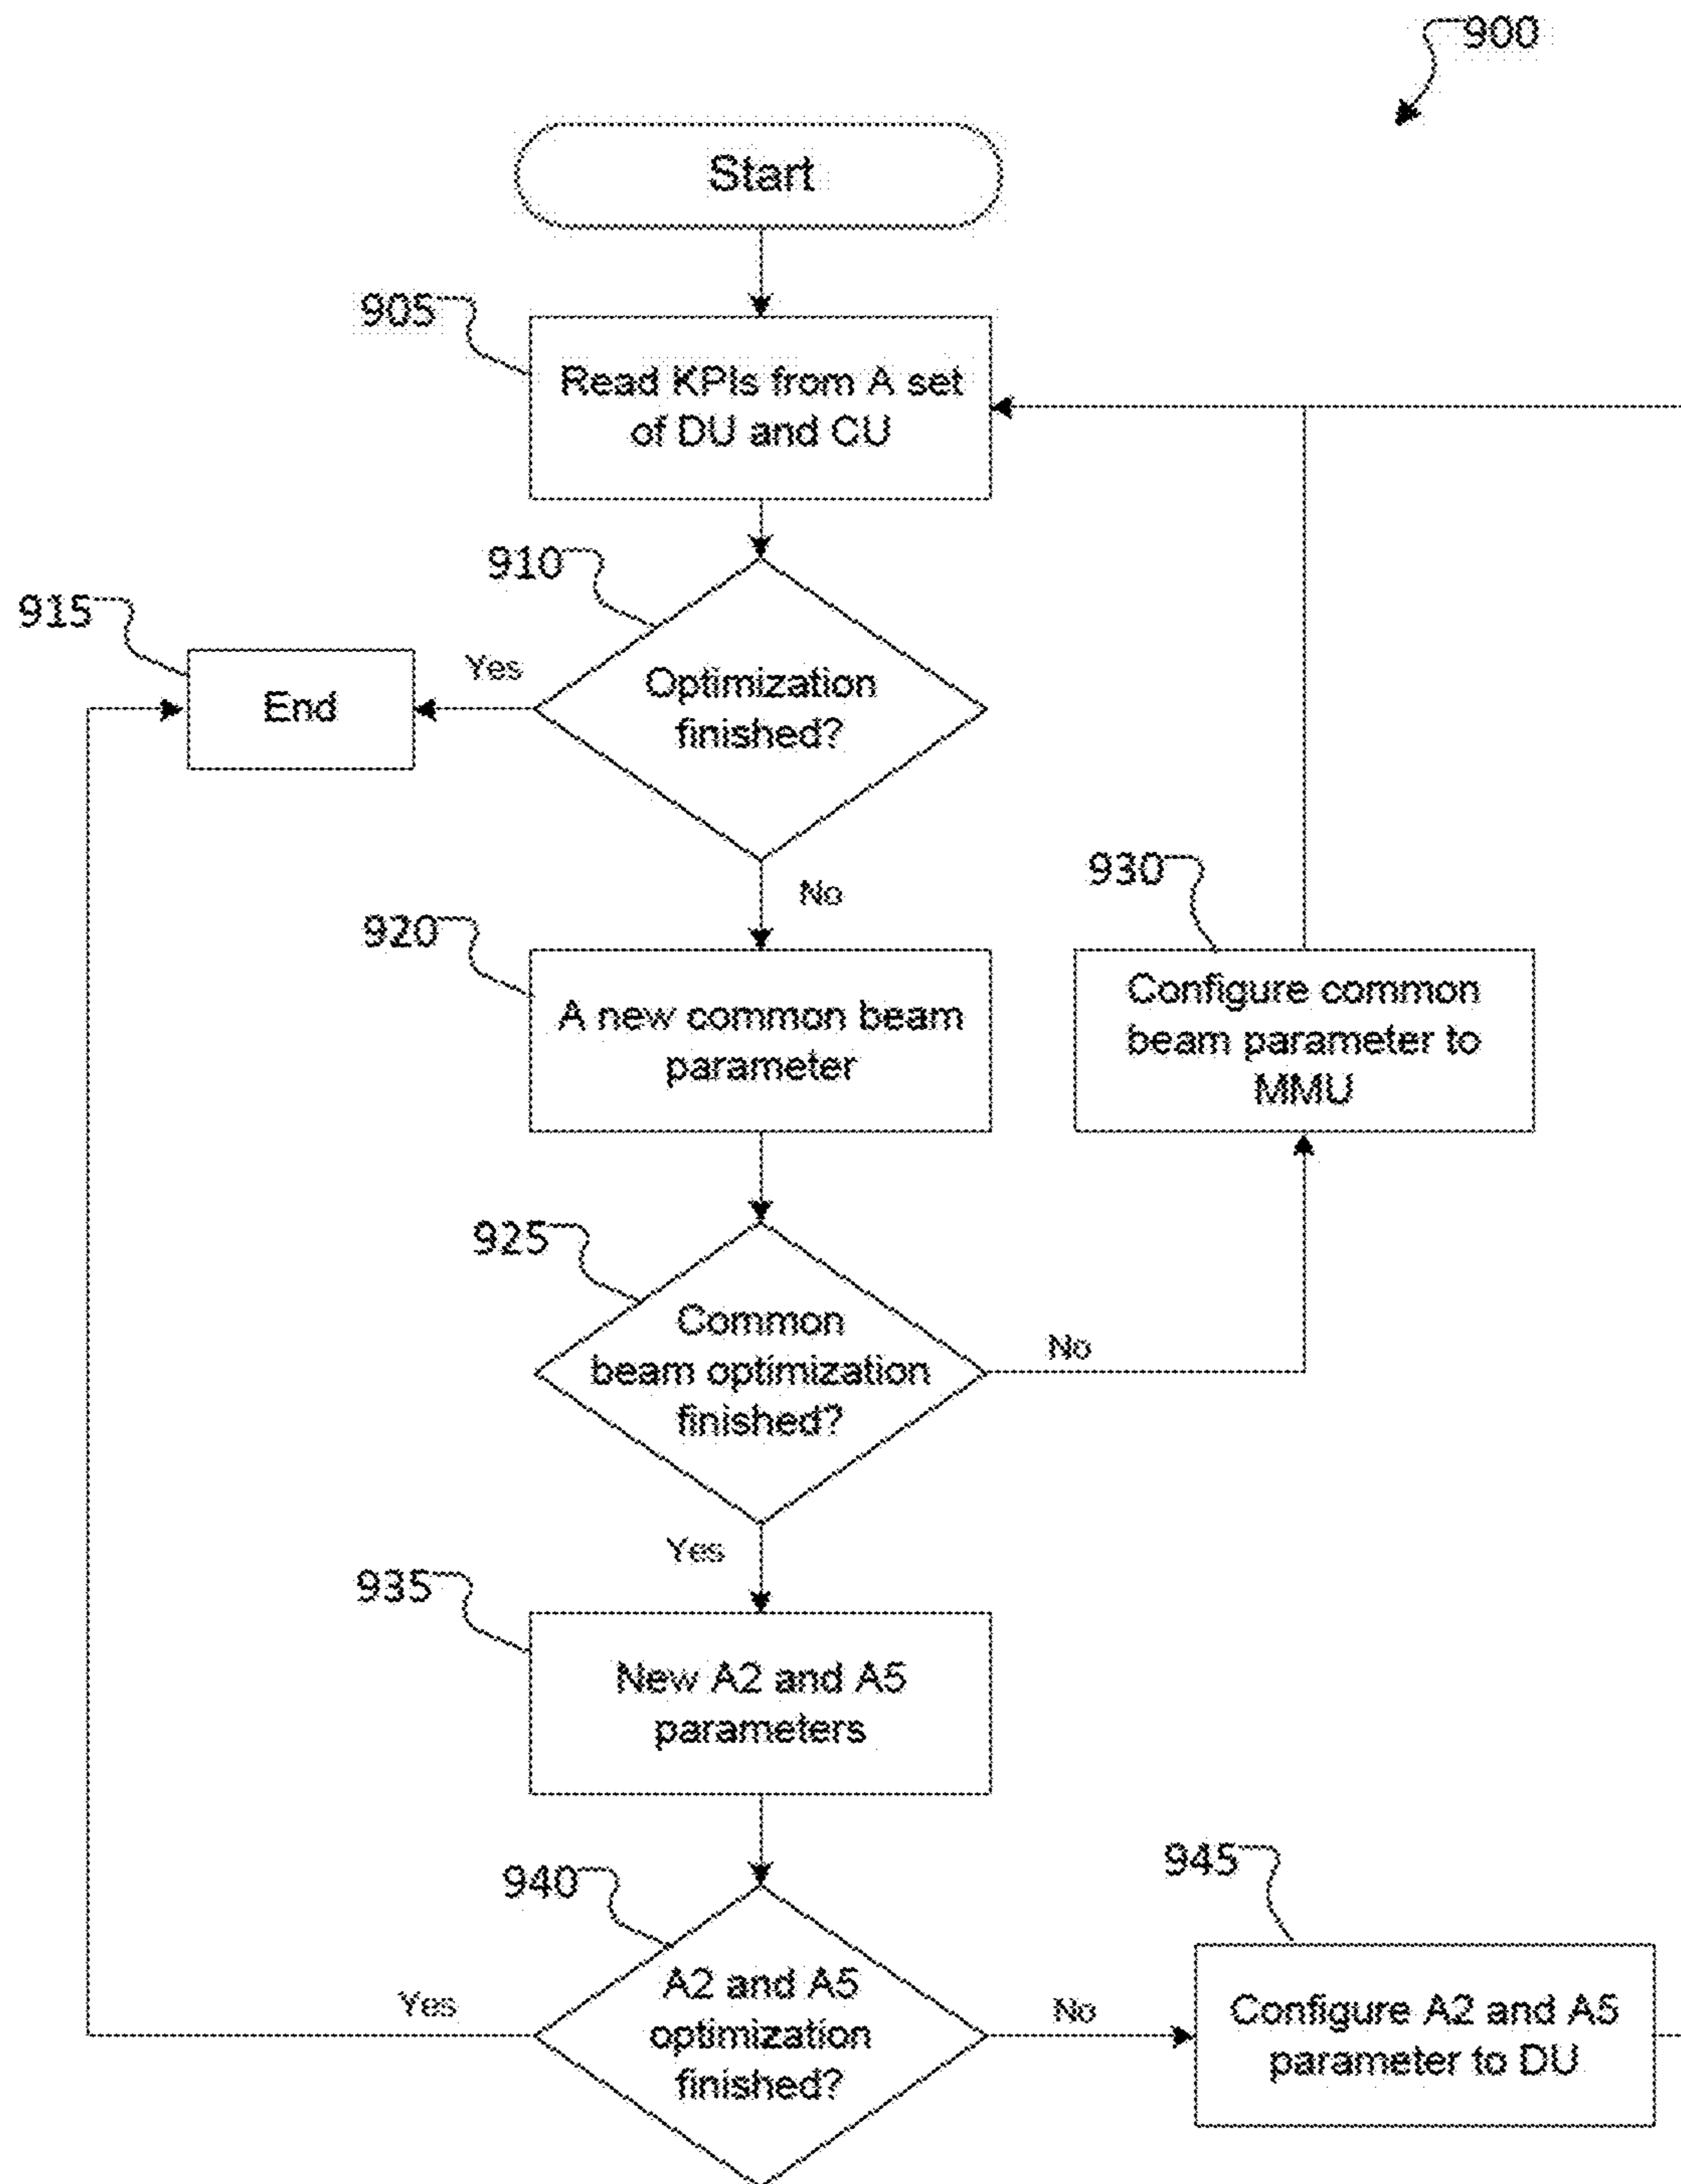 900
Start
905
Read KPIs from A set
of DU and CU
910
915
Yes
End
Optimization
finished?
No
930
920
Configure common
beam parameter to
MMU
A new common beam
parameter
925
Common
beam optimization
finished?
No
Yes
935
New A2 and A5
parameters
945
940
A2 and A5
optimization
finished?
Yes
No
Configure A2 and A5
parameter to DU